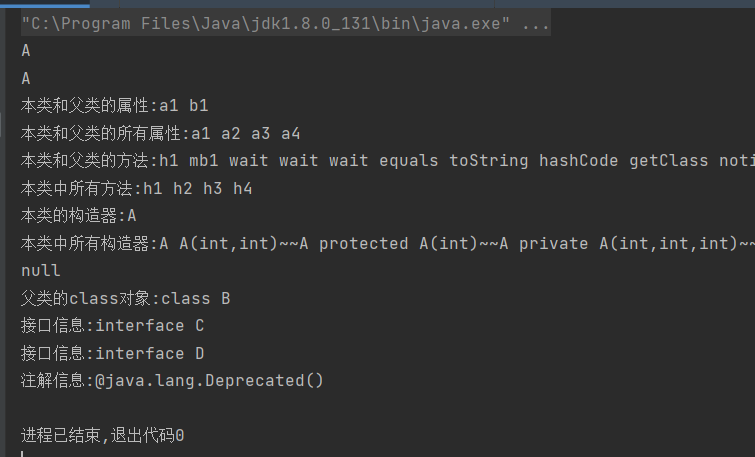 "C:\Program Files\Java\jdk1.8.0_131\bin\java.exe" ...
A
A
本类和父类的属性:a1 b1
本类和父类的所有属性:a1 a2 a3 a4
本类和父类的方法:h1 mb1 wait wait wait equals toString hashCode getClass noti
本类中所有方法:h1 h2 h3 h4
本类的构造器:A
本类中所有构造器:A A(int,int)~~A protected A(int)~~A private A(int,int,int)~~
null
父类的class对象:class B
接口信息:interface C
接口信息:interface D
注解信息:@java.lang.Deprecated()
进程已结束,退出代码0